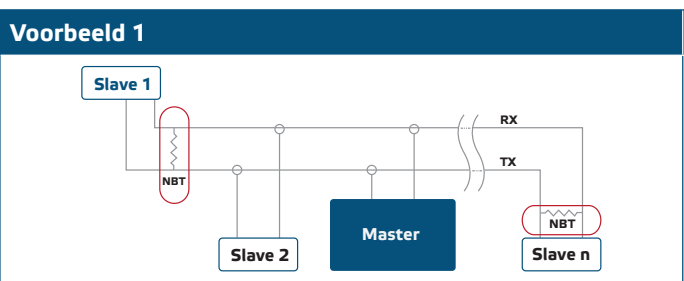 Voorbeeld 1
Slave 1
RX
TX
NBT
NBT
Master
Slave 2
Slave n